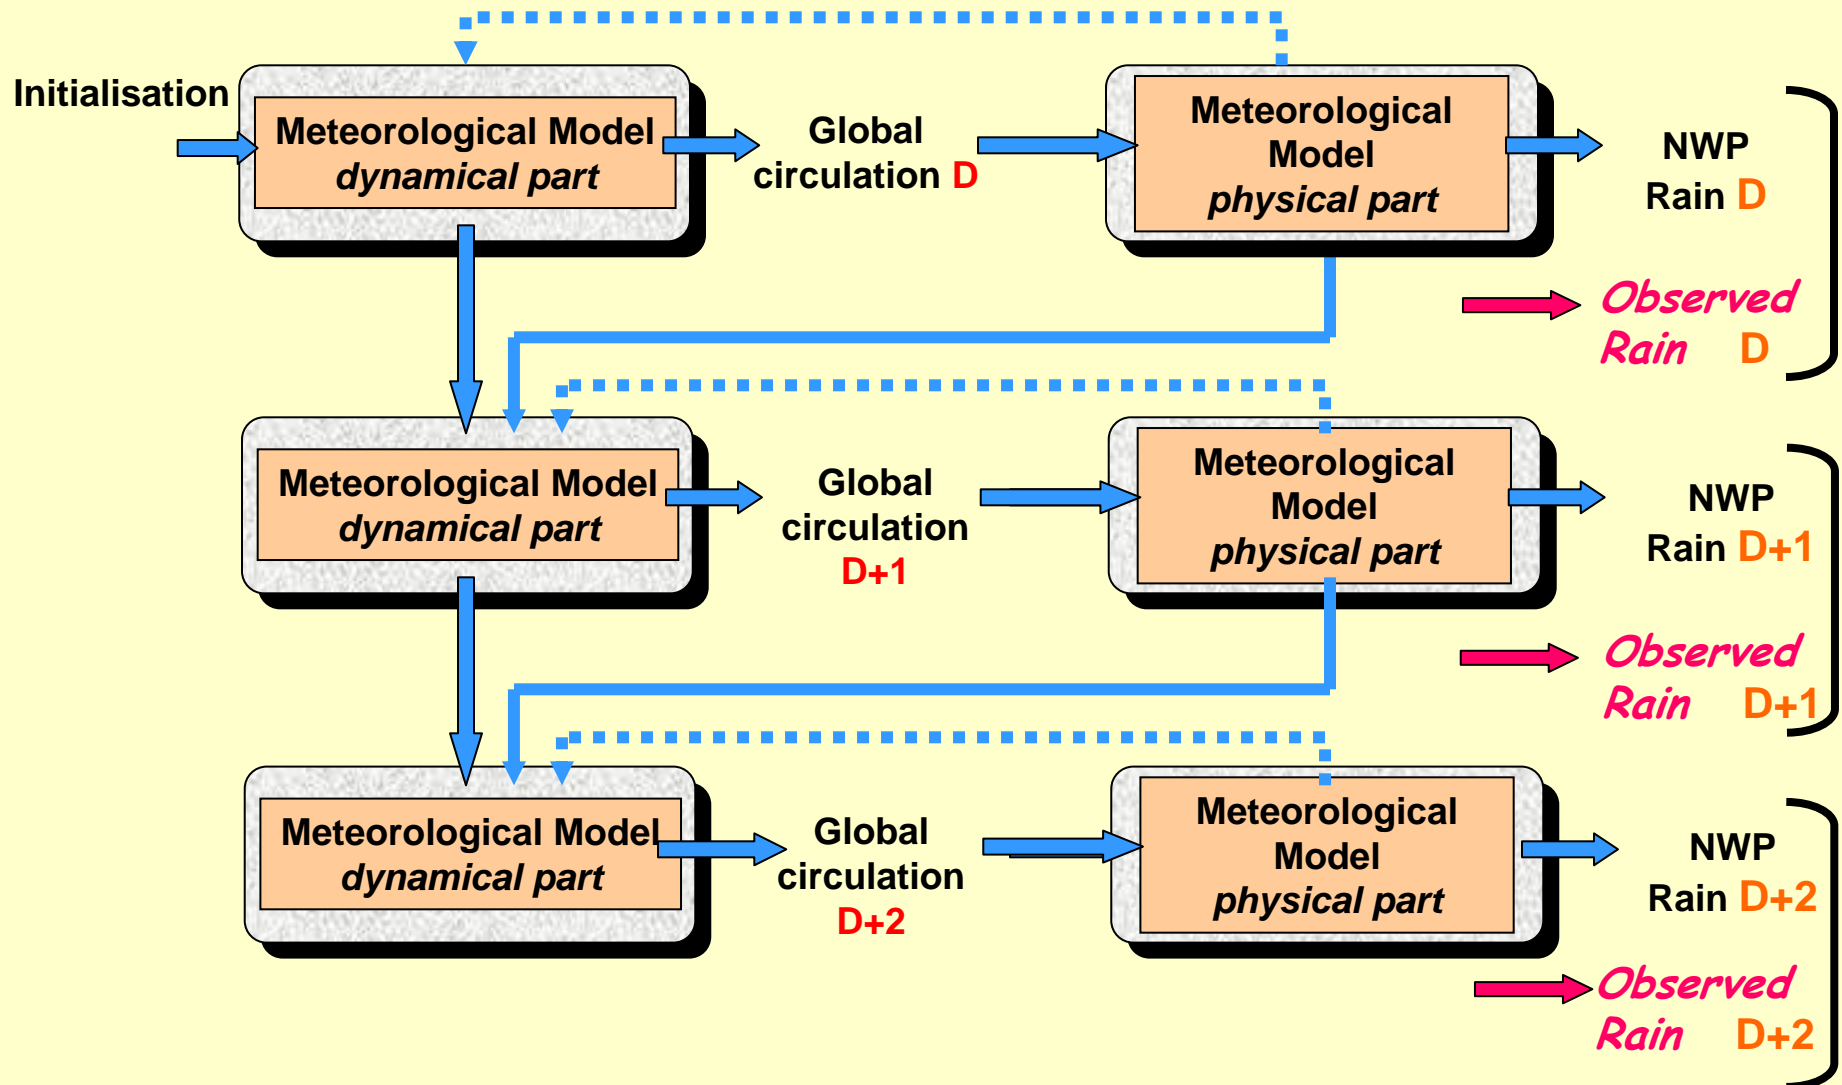 Initialisation
Meteorological Model
dynamical part
Global
circulation D
Meteorological
Model
physical part
NWP
Rain D
Observed
Rain D
Meteorological Model
dynamical part
Global
circulation
D+1
Meteorological
Model
physical part
NWP
Rain D+1
Observed
Rain D+1
Meteorological Model
dynamical part
Global
circulation
D+2
Meteorological
Model
physical part
NWP
Rain D+2
Observed
Rain D+2